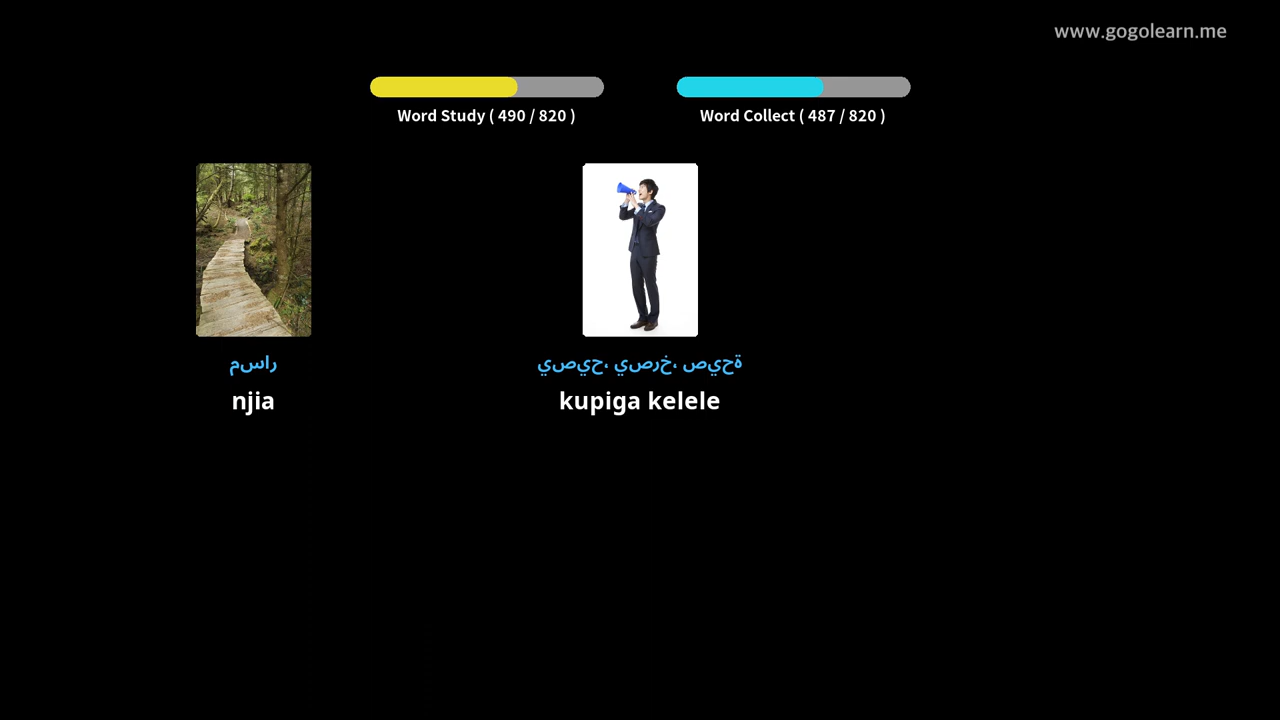 www.gogolearn.me
Word Study ( 490 / 820 )
Word Collect ( 487 / 820 )
مسار
njia
يصيح، يصرخ، صيحة
kupiga kelele